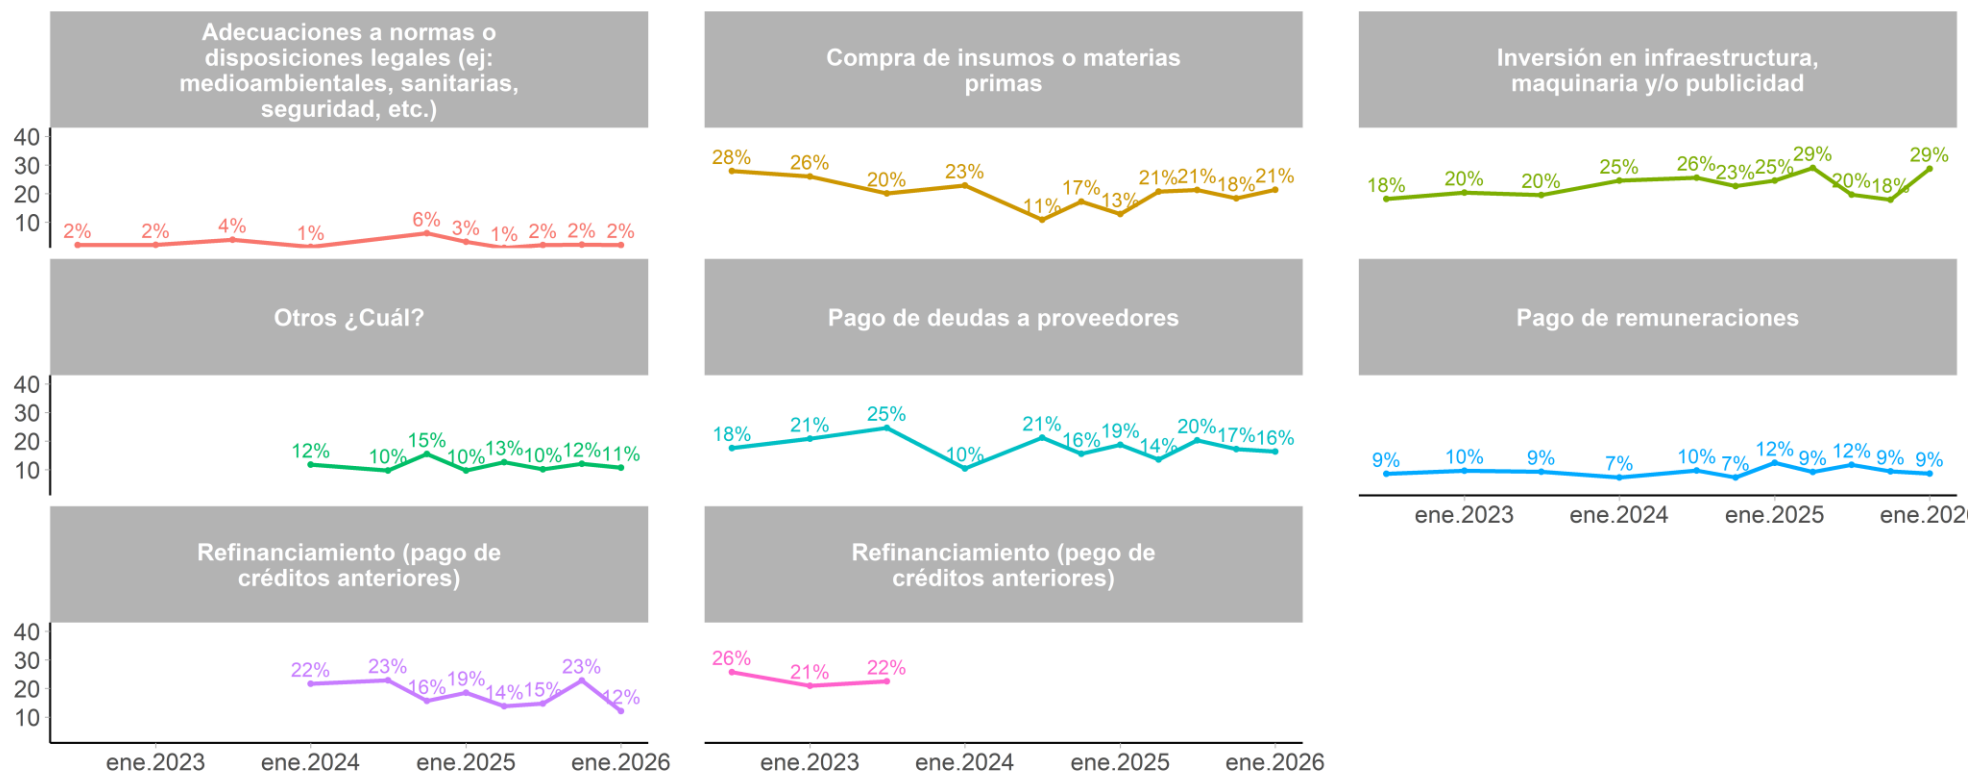 Adecuaciones a normas o
disposiciones legales (ej:
medioambientales, sanitarias,
seguridad, etc.)
Compra de insumos o materias
primas
Inversión en infraestructura,
maquinaria y/o publicidad
40
30
20
10
2% 2% 4% 1% 6% 3% 1% 2% 2% 2%
28% 26% 20% 23% 11% 17% 13% 21% 21% 18% 21%
18% 20% 20% 25% 26% 23% 25% 29% 20% 18% 29%
Otros ¿Cuál?
Pago de deudas a proveedores
Pago de remuneraciones
40
30
20
10
12% 10% 15% 10% 13% 10% 12% 11%
18% 21% 25% 10% 21% 16% 19% 14% 20% 17% 16%
9% 10% 9% 7% 10% 7% 12% 9% 12% 9% 9%
ene.2023 ene.2024 ene.2025 ene.2026
Refinanciamiento (pago de
créditos anteriores)
Refinanciamiento (pego de
créditos anteriores)
40
30
20
10
22% 23% 16% 19% 14% 15% 23% 12%
26% 21% 22%
ene.2023 ene.2024 ene.2025 ene.2026
ene.2023 ene.2024 ene.2025 ene.2026